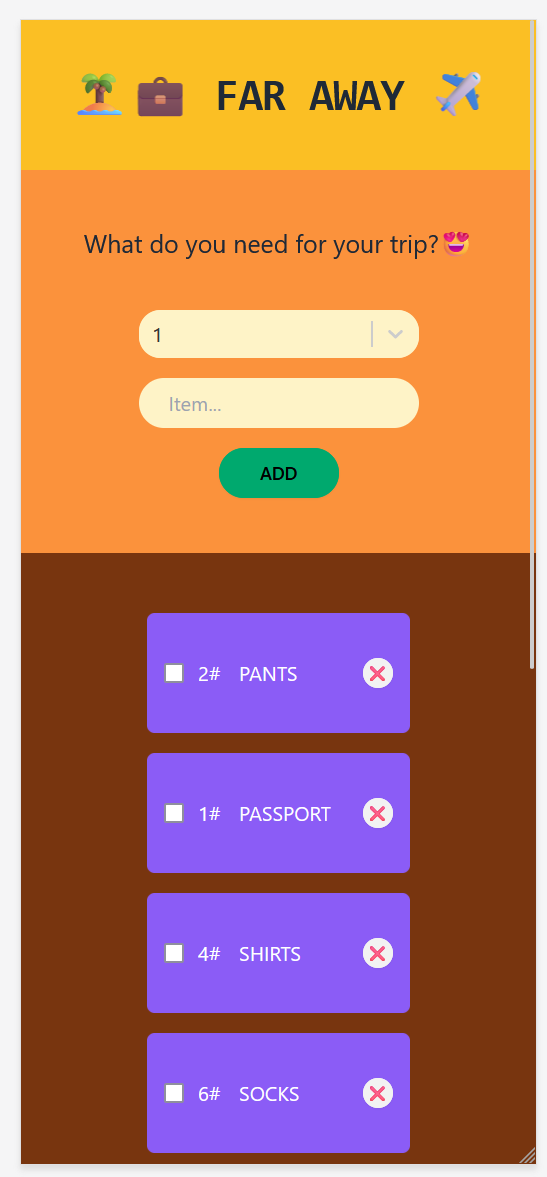 FAR AWAY
What do you need for your trip?
1
Item...
ADD
2# PANTS
1# PASSPORT
4# SHIRTS
6# SOCKS